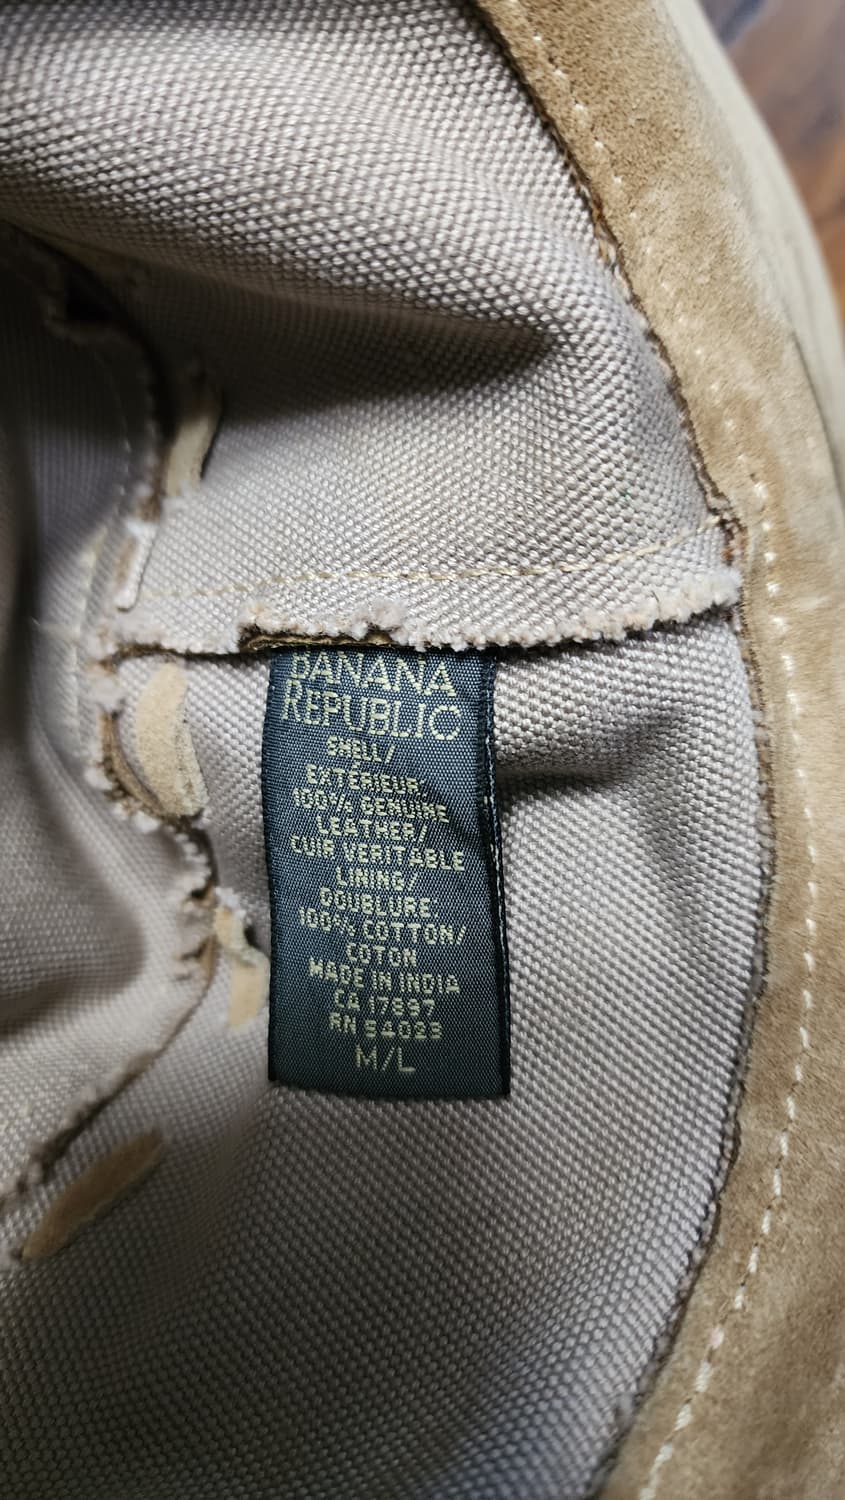 BANANA
REPUBLIC
SHELL/
EXTÉRIEUR:
100% GENUINE
LEATHER/
CUIR VERITABLE
LINING/
DOUBLURE:
100% COTTON/
COTON
MADE IN INDIA
CA 17897
RN 54023
M/L